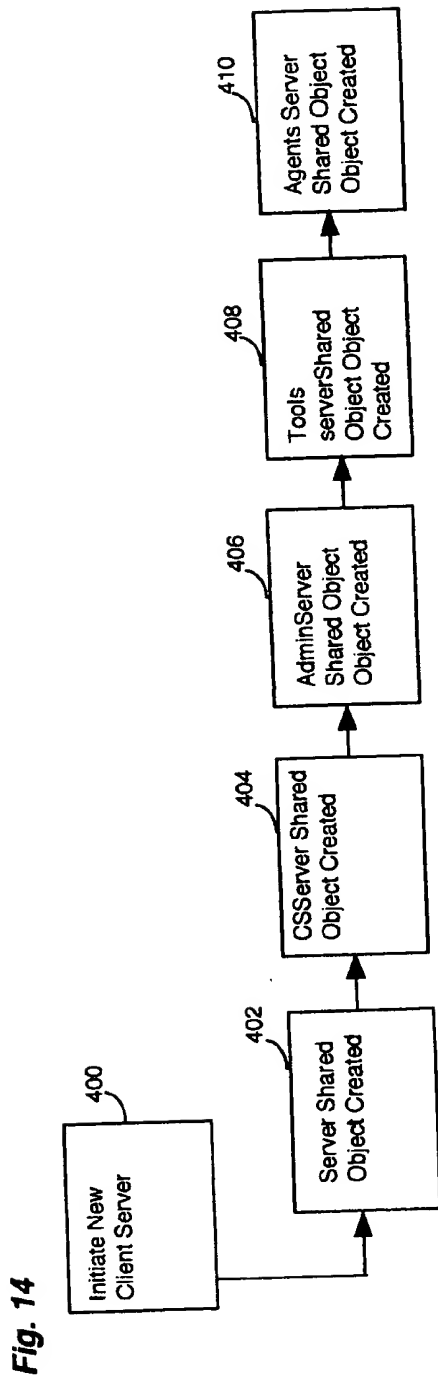 Fig. 14
400
Initiate New
Client Server
402
Server Shared
Object Created
404
CSServer Shared
Object Created
406
AdminServer
Shared Object
Object Created
408
Tools
serverShared
Object Object
Created
410
Agents Server
Shared Object
Object Created